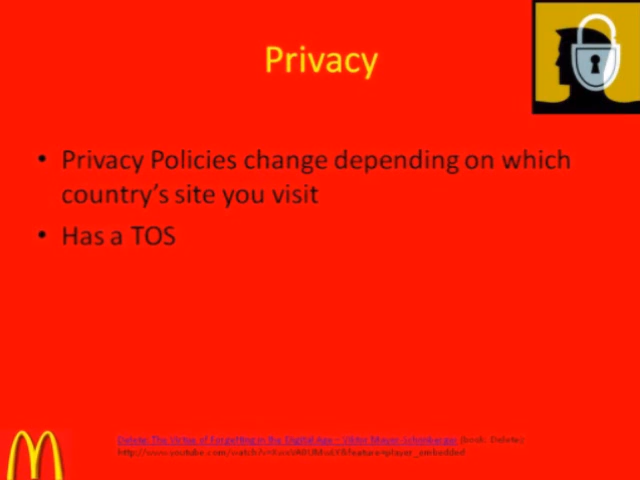 Privacy
• Privacy Policies change depending on which
country's site you visit
• Has a TOS
Delete: The Virtue of Forgetting in the Digital Age – Viktor Mayer-Schonberger (book: Delete)